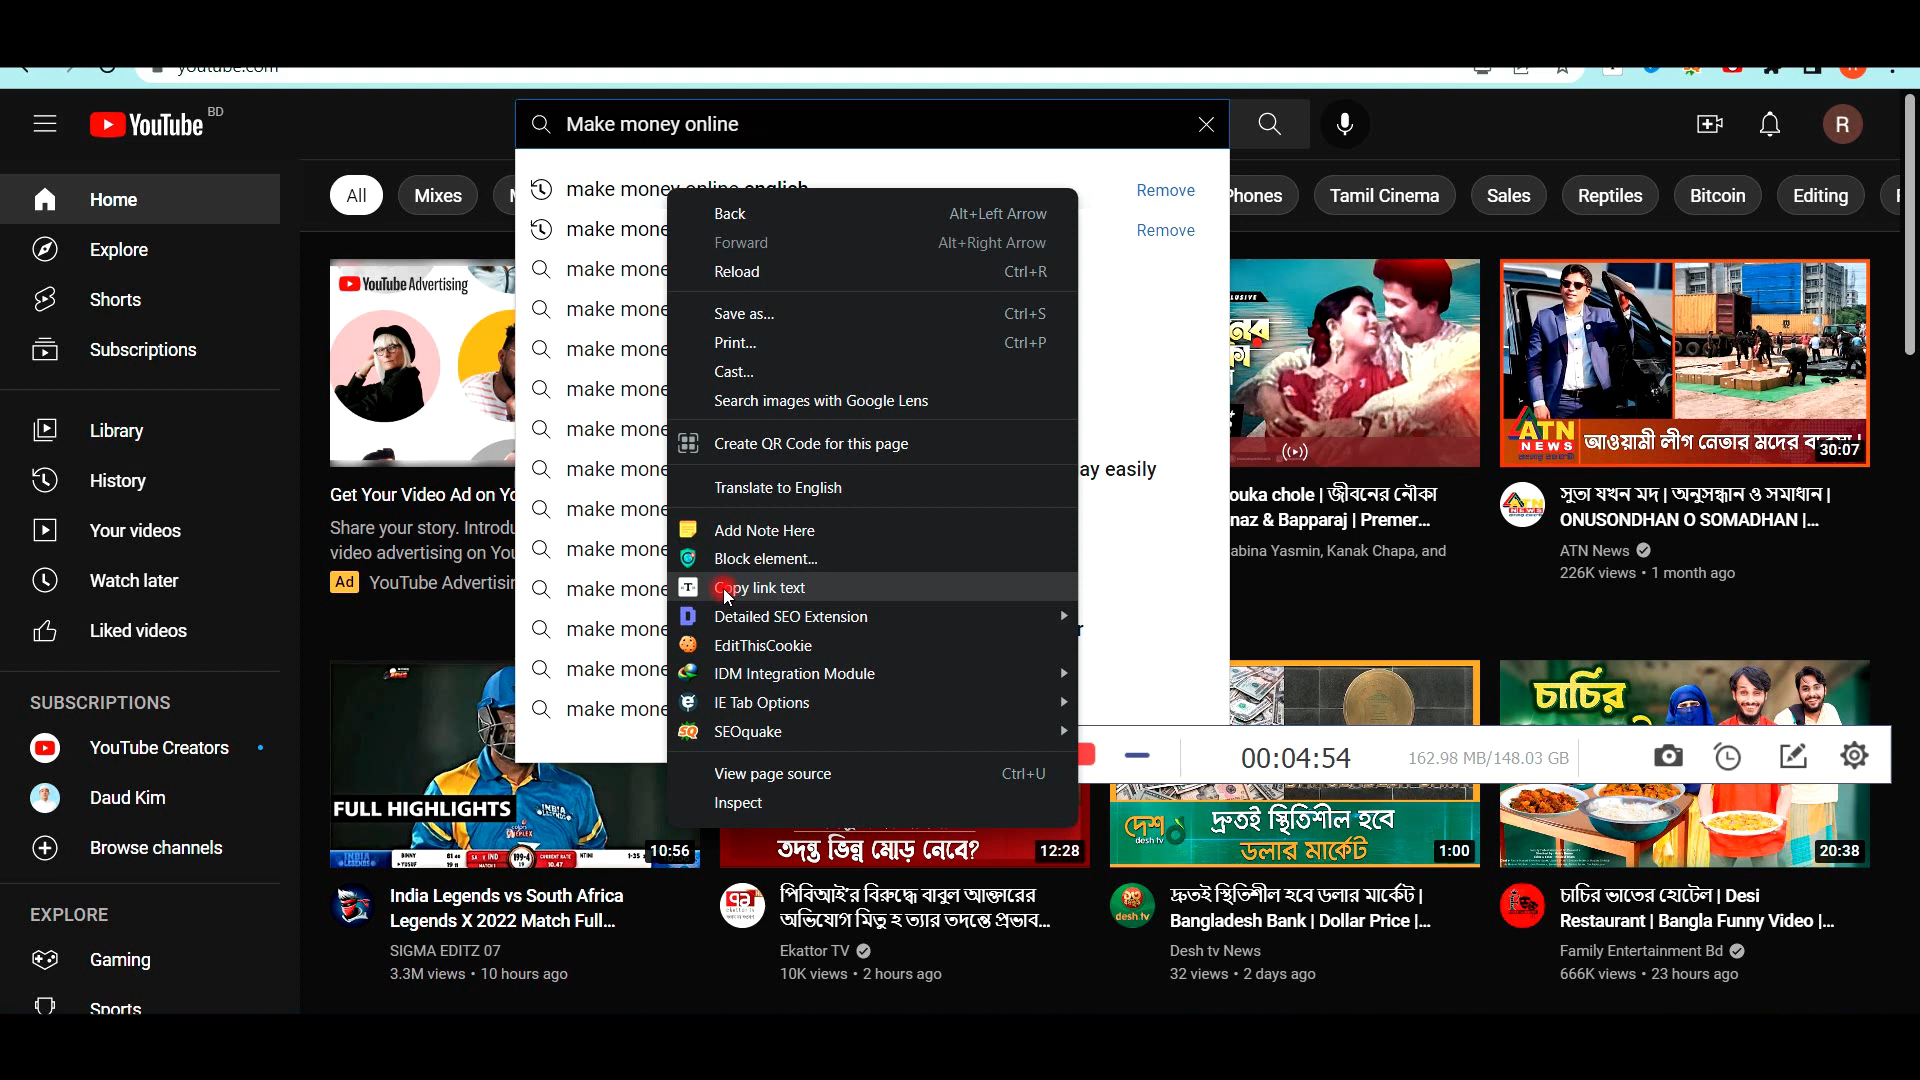 youtube.com
YouTube BD
Make money online
make money online english
Remove
make mone
Remove
make mone
make mone
make mone
make mone
make mone
make mone
ay easily
make mone
make mone
make mone
make mone
r
make mone
make mone
Back Alt+Left Arrow
Forward Alt+Right Arrow
Reload Ctrl+R
Save as... Ctrl+S
Print... Ctrl+P
Cast...
Search images with Google Lens
Create QR Code for this page
Translate to English
Add Note Here
Block element...
Copy link text
Detailed SEO Extension
EditThisCookie
IDM Integration Module
IE Tab Options
SEOquake
View page source Ctrl+U
Inspect
R
Home
Explore
Shorts
Subscriptions
Library
History
Your videos
Watch later
Liked videos
SUBSCRIPTIONS
YouTube Creators
Daud Kim
Browse channels
EXPLORE
Gaming
Sports
All
Mixes
Phones
Tamil Cinema
Sales
Reptiles
Bitcoin
Editing
YouTube Advertising
Get Your Video Ad on Yo
Share your story. Introdu
video advertising on You
Ad YouTube Advertisin
ouka chole | জীবনের নৌকা
naz & Bapparaj | Premer...
abina Yasmin, Kanak Chapa, and
ATN
NEWS
আওয়ামী লীগ নেতার মদের
30:07
সুতা যখন মদ | অনুসন্ধান ও সমাধান |
ONUSONDHAN O SOMADHAN |...
ATN News
226K views • 1 month ago
00:04:54
162.98 MB/148.03 GB
FULL HIGHLIGHTS
10:56
India Legends vs South Africa
Legends X 2022 Match Full...
SIGMA EDITZ 07
3.3M views • 10 hours ago
তদন্ত ভিন্ন মোড় নেবে?
12:28
পিবিআই'র বিরুদ্ধে বাবুল আক্তারের
অভিযোগ মিতু হত্যার তদন্তে প্রভাব...
Ekattor TV
10K views • 2 hours ago
দেশ
desh tv
দ্রুতই স্থিতিশীল হবে
ডলার মার্কেট
1:00
দ্রুতই স্থিতিশীল হবে ডলার মার্কেট |
Bangladesh Bank | Dollar Price |...
Desh tv News
32 views • 2 days ago
চাচির
20:38
চাচির ভাতের হোটেল | Desi
Restaurant | Bangla Funny Video |...
Family Entertainment Bd
666K views • 23 hours ago